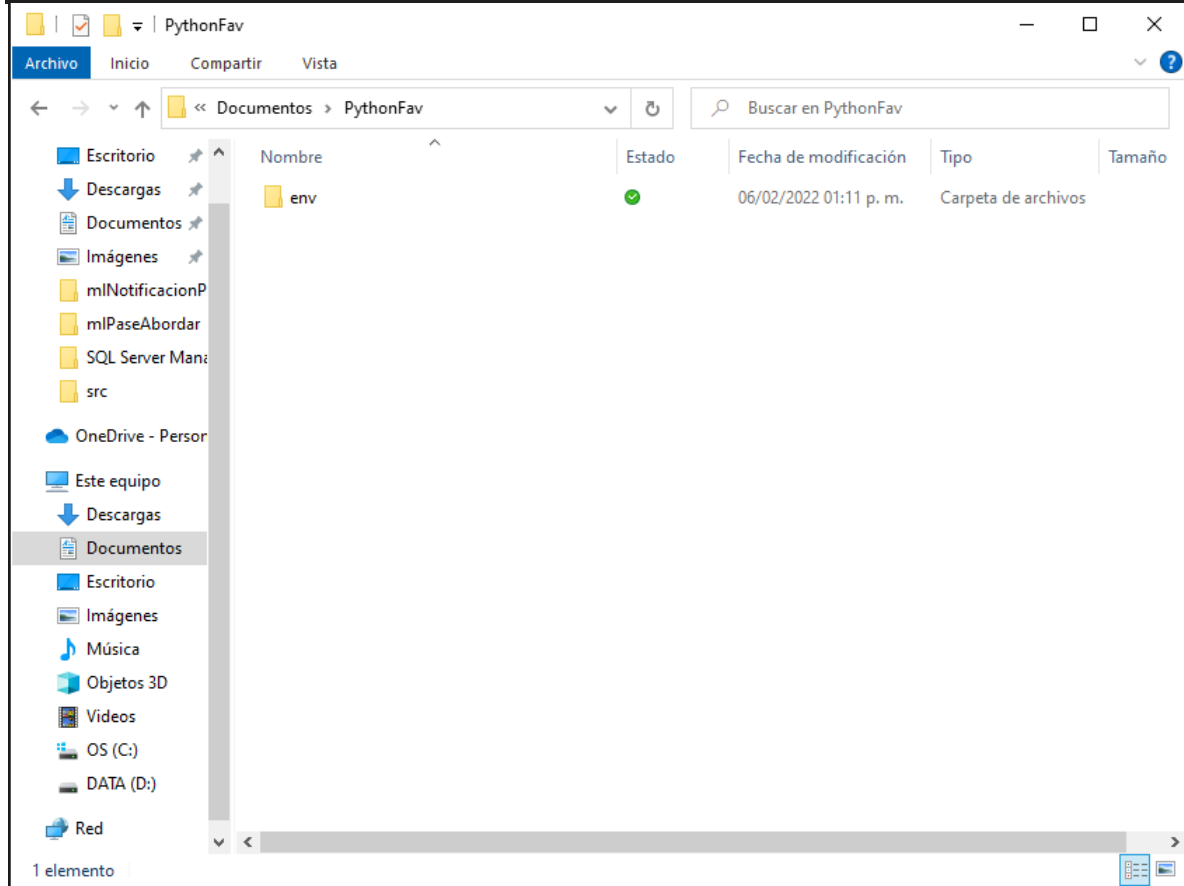 PythonFav
Archivo Inicio Compartir Vista
« Documentos › PythonFav
Buscar en PythonFav
Escritorio
Descargas
Documentos
Imágenes
mlNotificacionP
mlPaseAbordar
SQL Server Mana
src
OneDrive - Person
Este equipo
Descargas
Documentos
Escritorio
Imágenes
Música
Objetos 3D
Videos
OS (C:)
DATA (D:)
Red
Nombre Estado Fecha de modificación Tipo Tamaño
env 06/02/2022 01:11 p. m. Carpeta de archivos
1 elemento